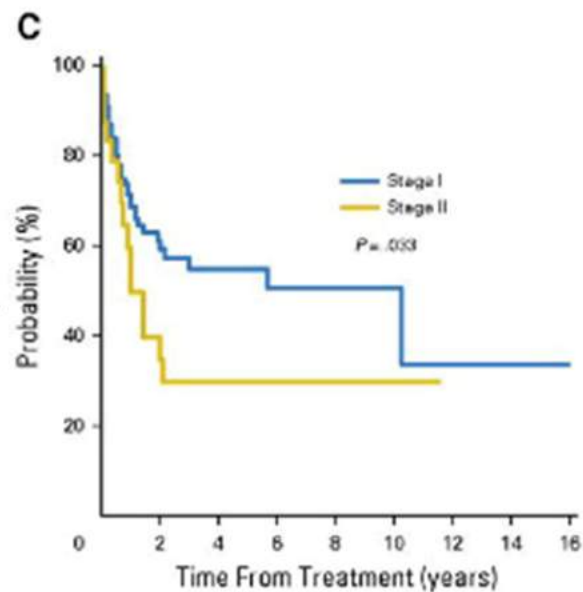 C
100
80
60
40
20
Probability (%)
Stage I
Stage II
P = .033
0 2 4 6 8 10 12 14 16
Time From Treatment (years)